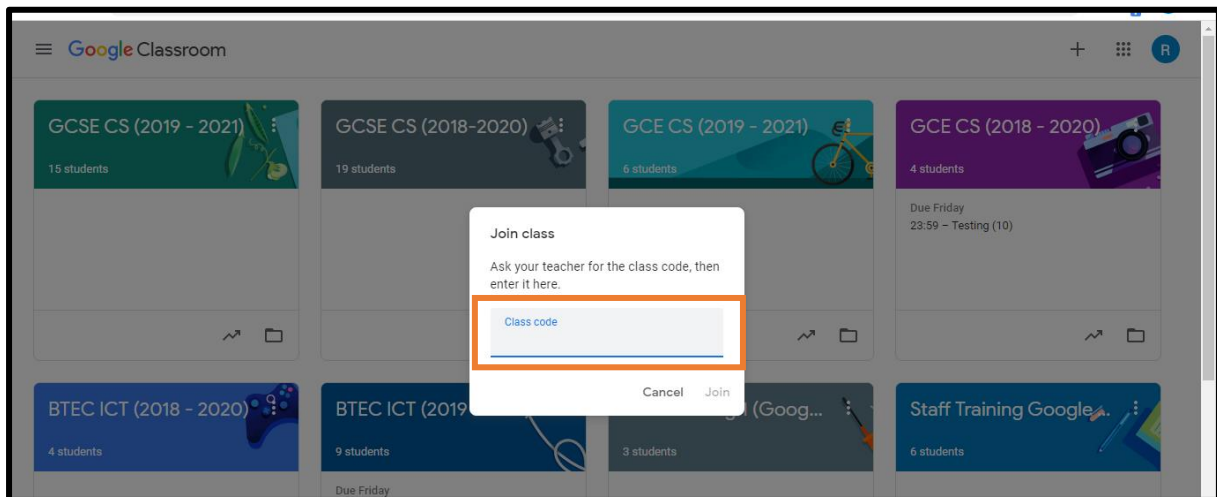 Google Classroom
R
GCSE CS (2019 - 2021)
15 students
GCSE CS (2018-2020)
19 students
GCE CS (2019 - 2021)
6 students
GCE CS (2018 - 2020)
4 students
Due Friday
23:59 – Testing (10)
Join class
Ask your teacher for the class code, then
enter it here.
Class code
Cancel Join
BTEC ICT (2018 - 2020)
4 students
BTEC ICT (2019
9 students
Due Friday
(Goog...
3 students
Staff Training Google
6 students